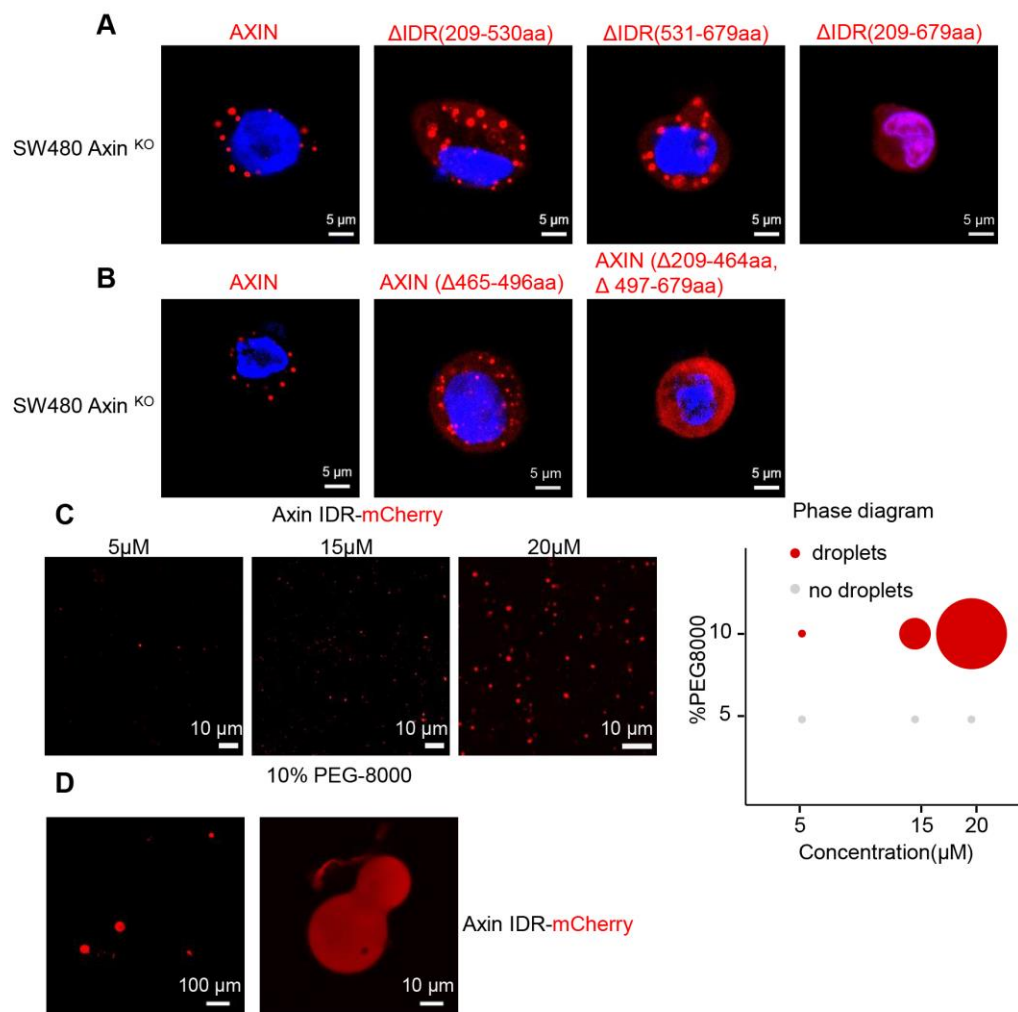 A
AXIN
ΔIDR(209-530aa)
ΔIDR(531-679aa)
ΔIDR(209-679aa)
SW480 Axin KO
5 µm
5 µm
5 µm
5 µm
B
AXIN
AXIN (Δ465-496aa)
AXIN (Δ209-464aa,
Δ 497-679aa)
SW480 Axin KO
5 µm
5 µm
5 µm
C
Axin IDR-mCherry
5µM
15µM
20µM
10 µm
10 µm
10 µm
10% PEG-8000
Phase diagram
droplets
no droplets
%PEG8000
10
5
5
15
20
Concentration(µM)
D
100 µm
10 µm
Axin IDR-mCherry